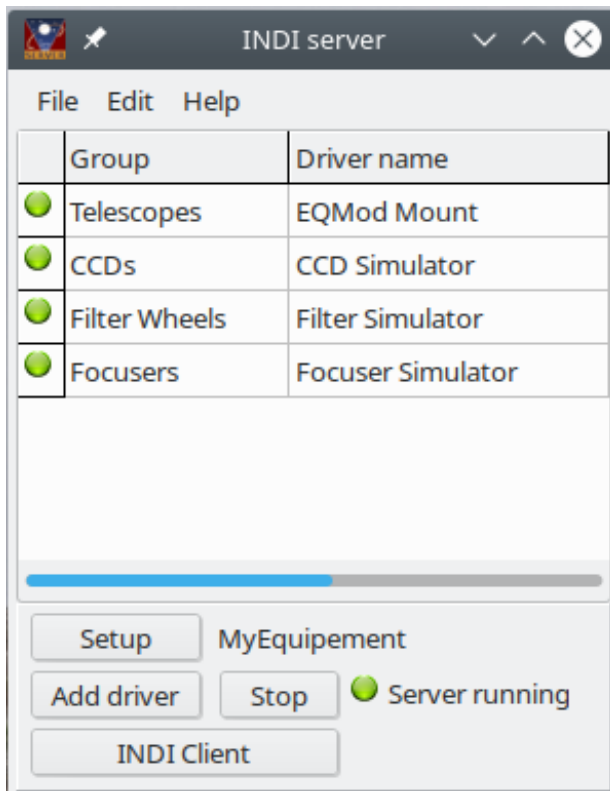 INDI server
File Edit Help
Group Driver name
Telescopes EQMod Mount
CCDs CCD Simulator
Filter Wheels Filter Simulator
Focusers Focuser Simulator
Setup MyEquipement
Add driver Stop Server running
INDI Client